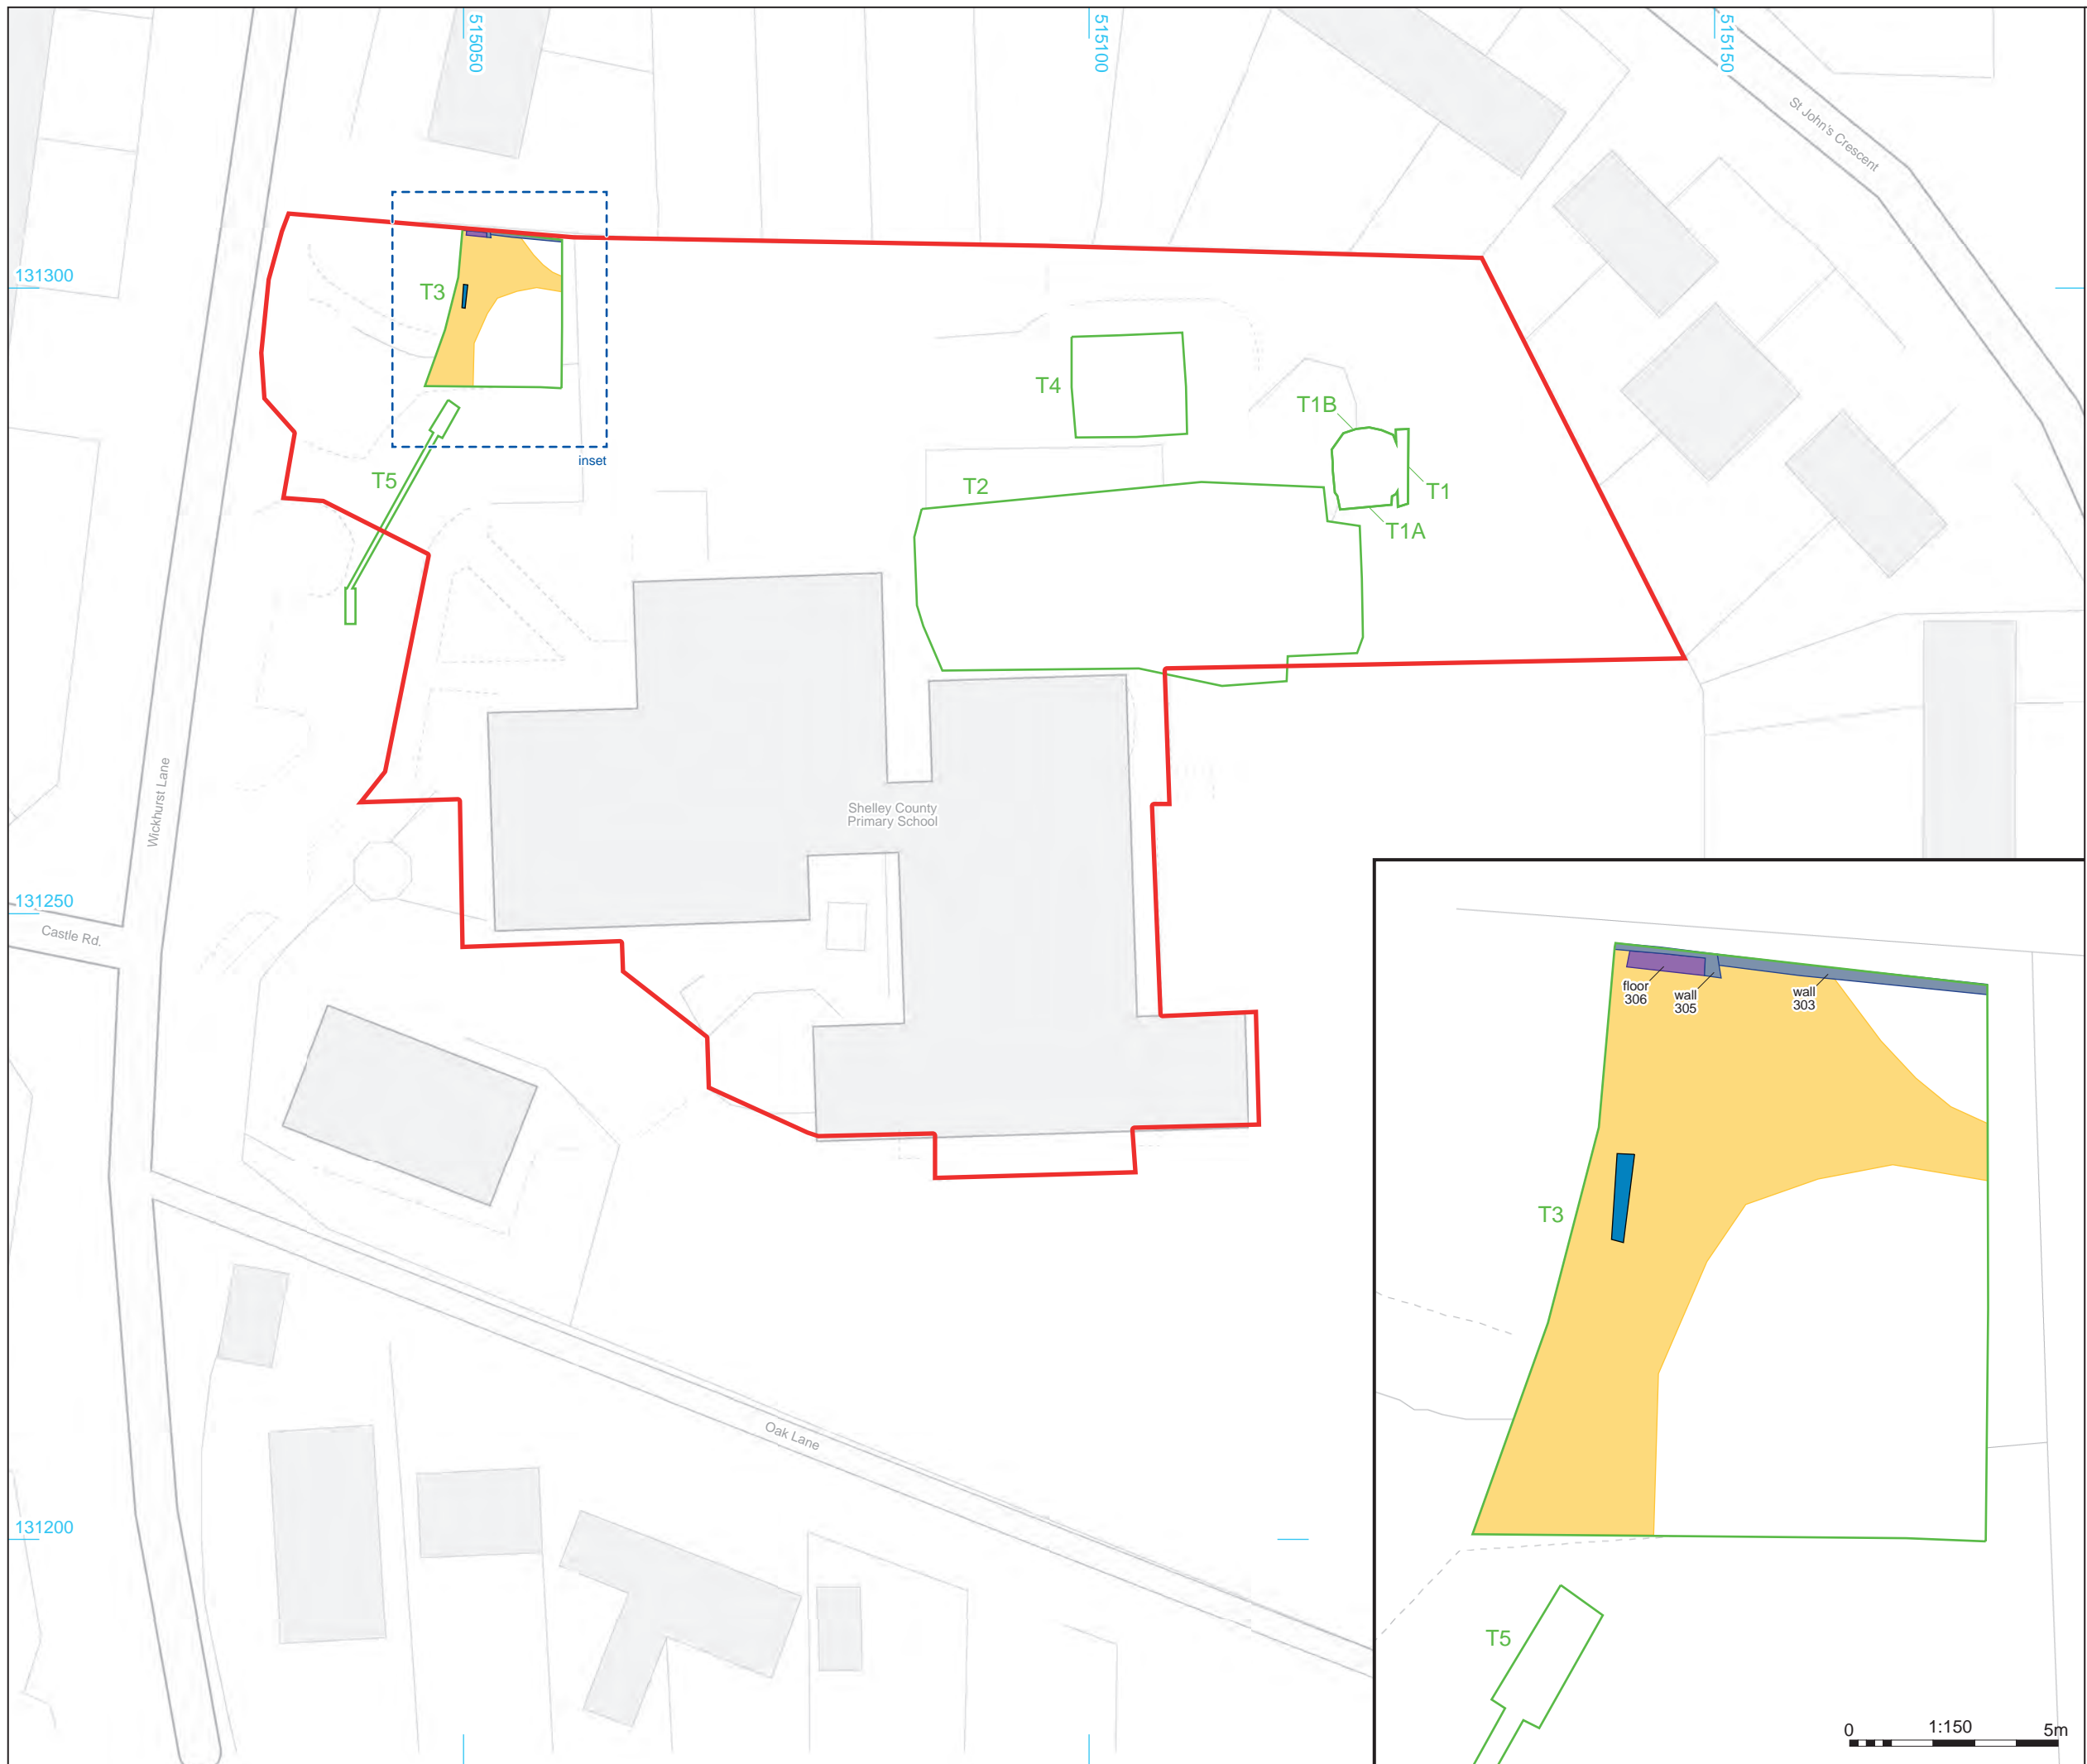 515050
515100
515150
St John's Crescent
131300
T3
T4
T1B
inset
T5
T2
T1
T1A
Wickhurst Lane
Shelley County
Primary School
131250
Castle Rd.
floor
306
wall
305
wall
303
T3
Oak Lane
131200
T5
0 1:150 5m